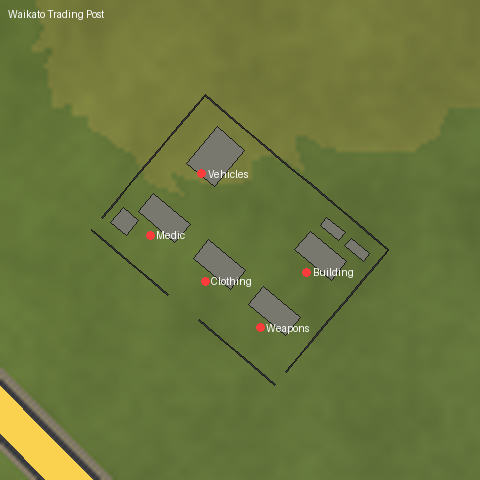 Waikato Trading Post
Vehicles
Medic
Building
Clothing
Weapons